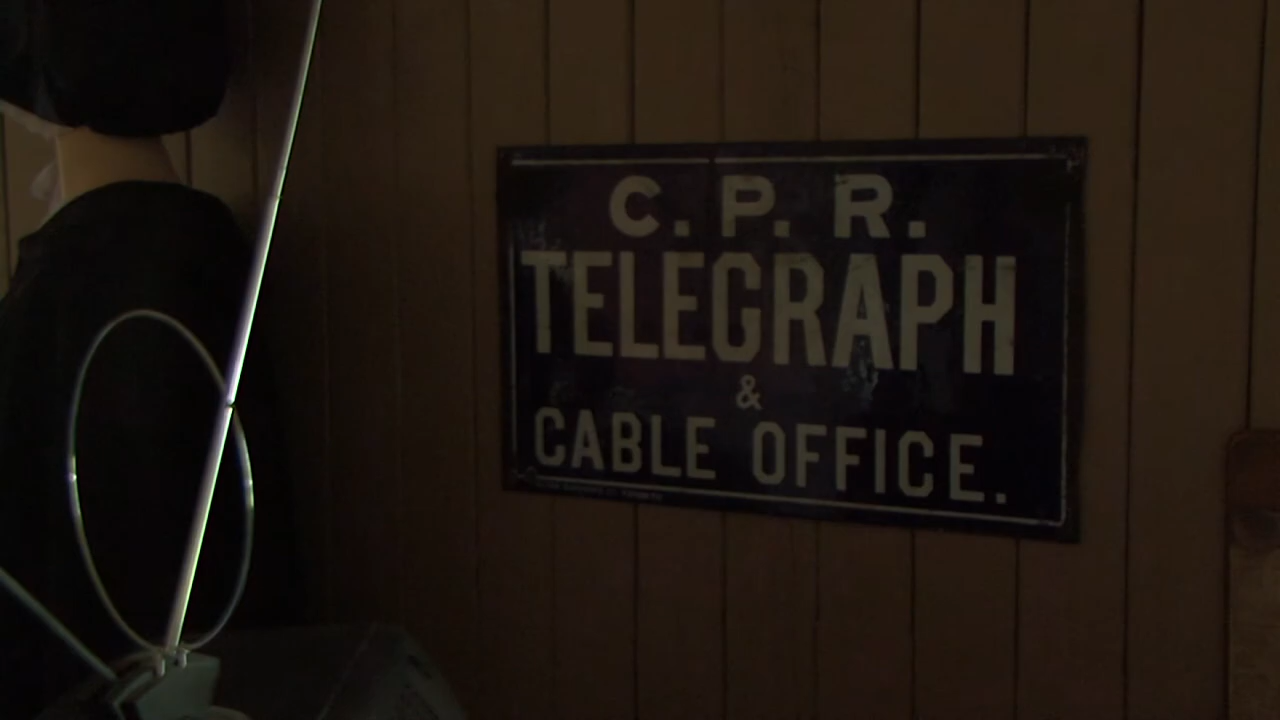 C. P. R.
TELEGRAPH
&
CABLE OFFICE.